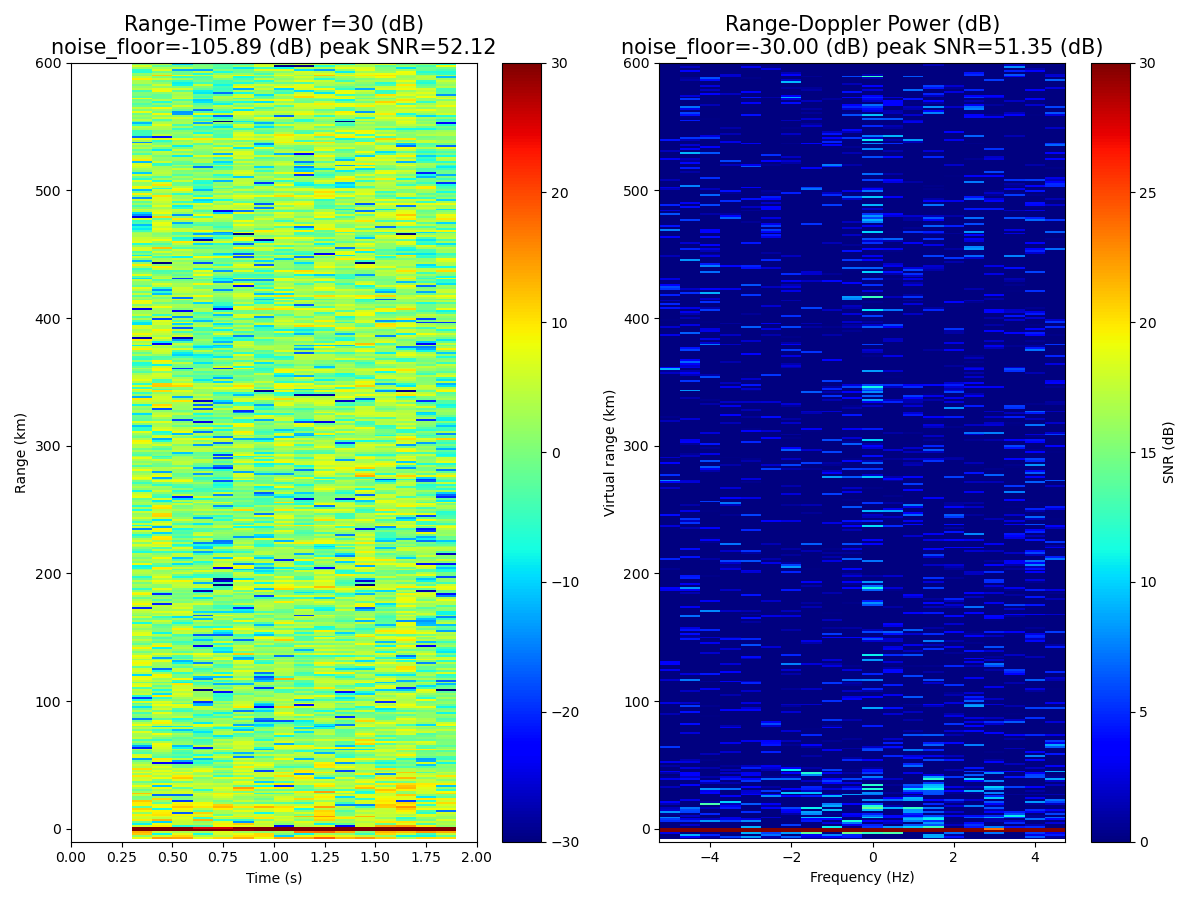 Range-Time Power f=30 (dB)
noise_floor=-105.89 (dB) peak SNR=52.12
600
500
400
300
200
100
0
Range (km)
0.00 0.25 0.50 0.75 1.00 1.25 1.50 1.75 2.00
Time (s)
30
20
10
0
−10
−20
−30
Range-Doppler Power (dB)
noise_floor=-30.00 (dB) peak SNR=51.35 (dB)
600
500
400
300
200
100
0
Virtual range (km)
−4 −2 0 2 4
Frequency (Hz)
30
25
20
15
10
5
0
SNR (dB)